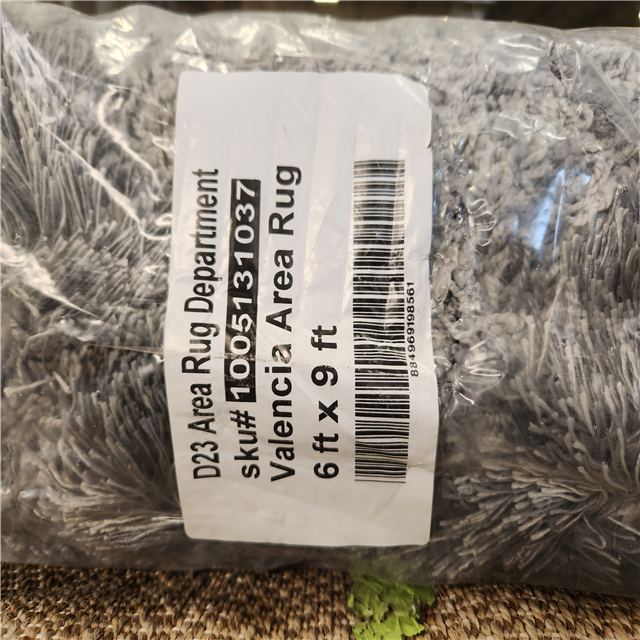 D23 Area Rug Department
sku# 1005131037
Valencia Area Rug
6 ft x 9 ft
884969198561